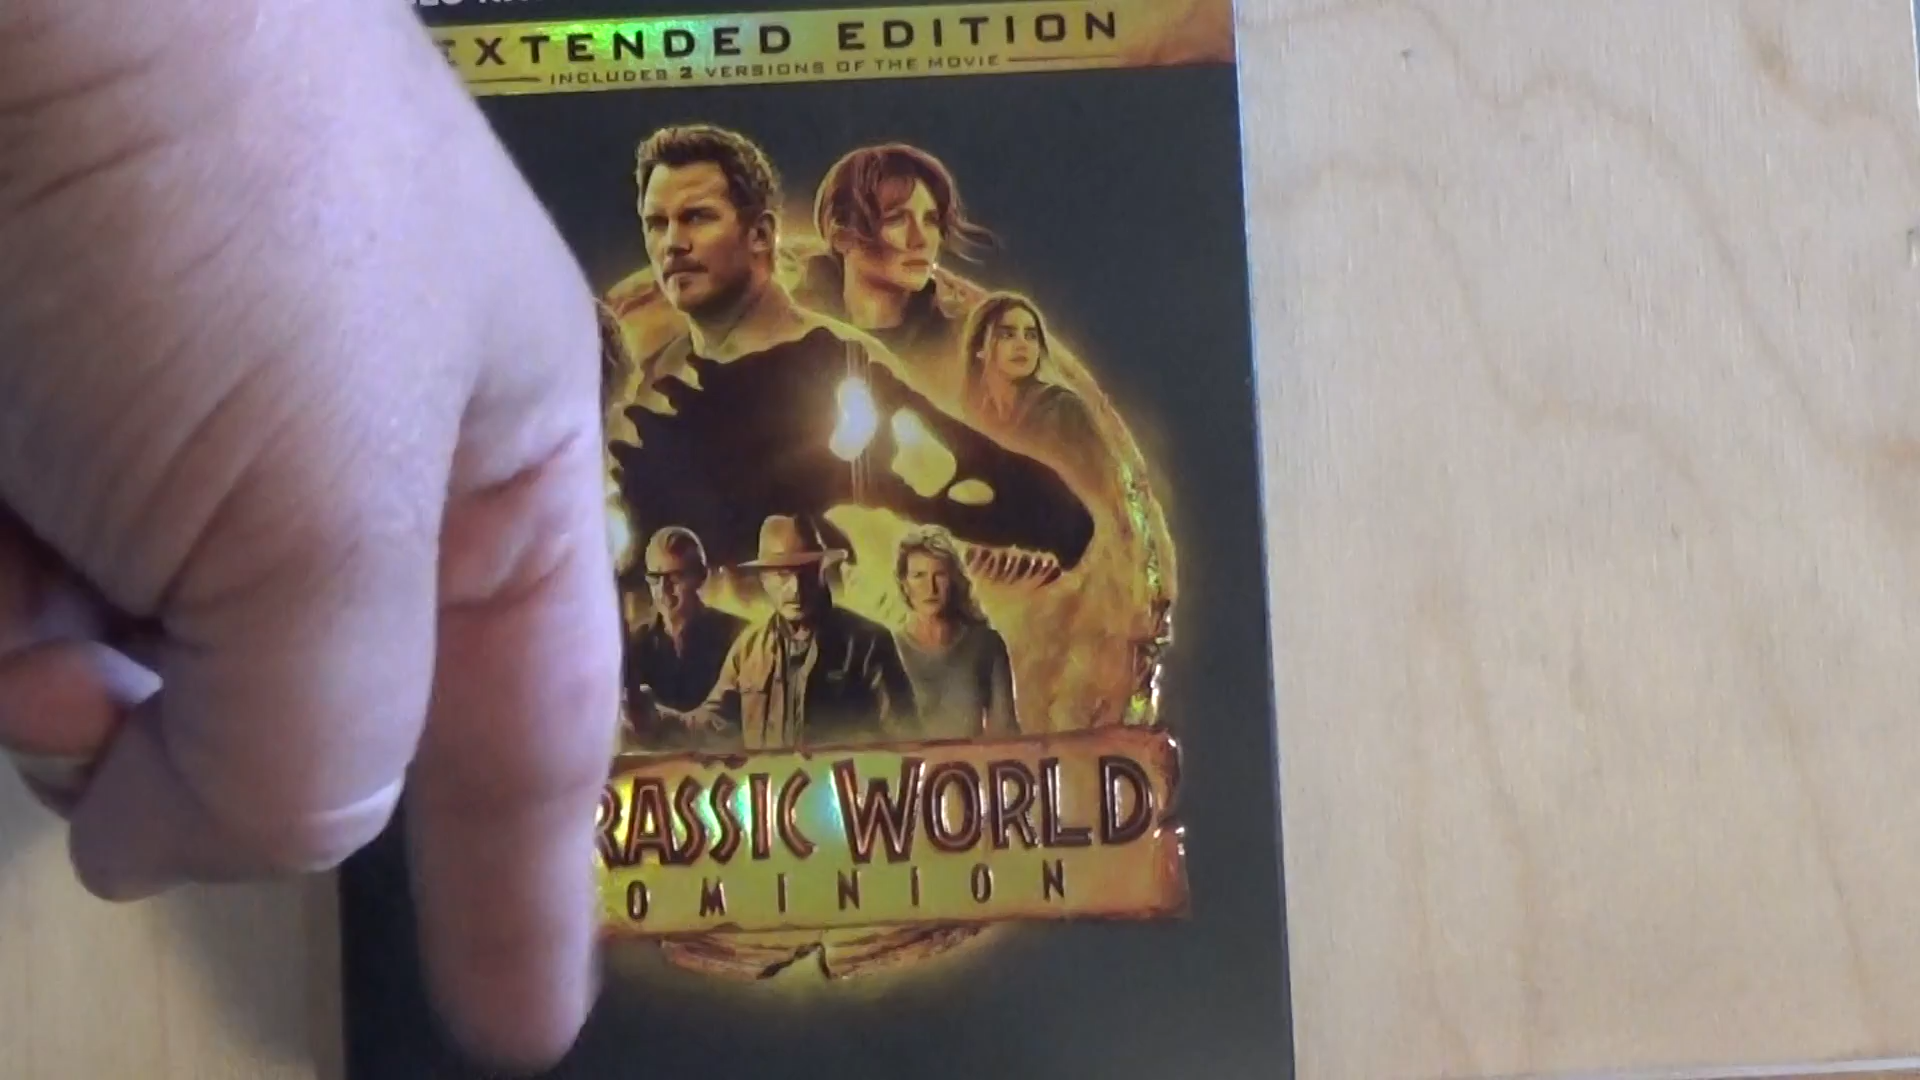 EXTENDED EDITION
INCLUDES 2 VERSIONS OF THE MOVIE
RASSIC WORLD
OMINION